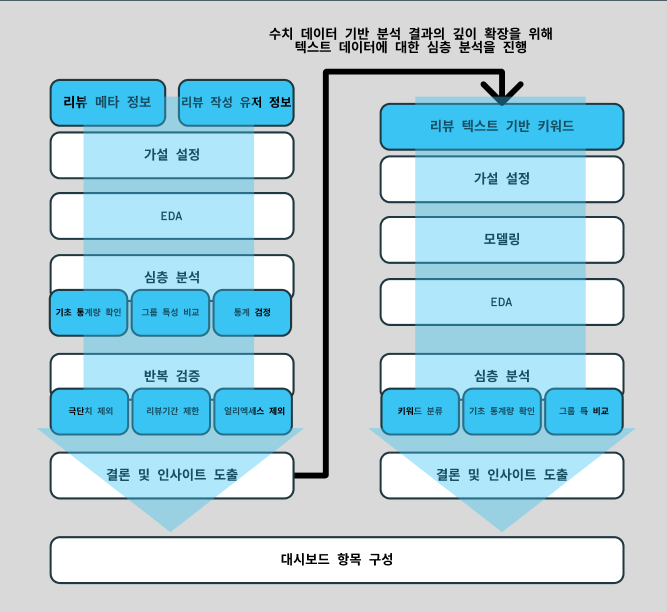 수치 데이터 기반 분석 결과의 깊이 확장을 위해
텍스트 데이터에 대한 심층 분석을 진행
리뷰 메타 정보
리뷰 작성 유저 정보
가설 설정
EDA
심층 분석
기초 통계량 확인
그룹 특성 비교
통계 검정
반복 검증
극단치 제외
리뷰기간 제한
얼리엑세스 제외
결론 및 인사이트 도출
리뷰 텍스트 기반 키워드
가설 설정
모델링
EDA
심층 분석
키워드 분류
기초 통계량 확인
그룹 특 비교
결론 및 인사이트 도출
대시보드 항목 구성